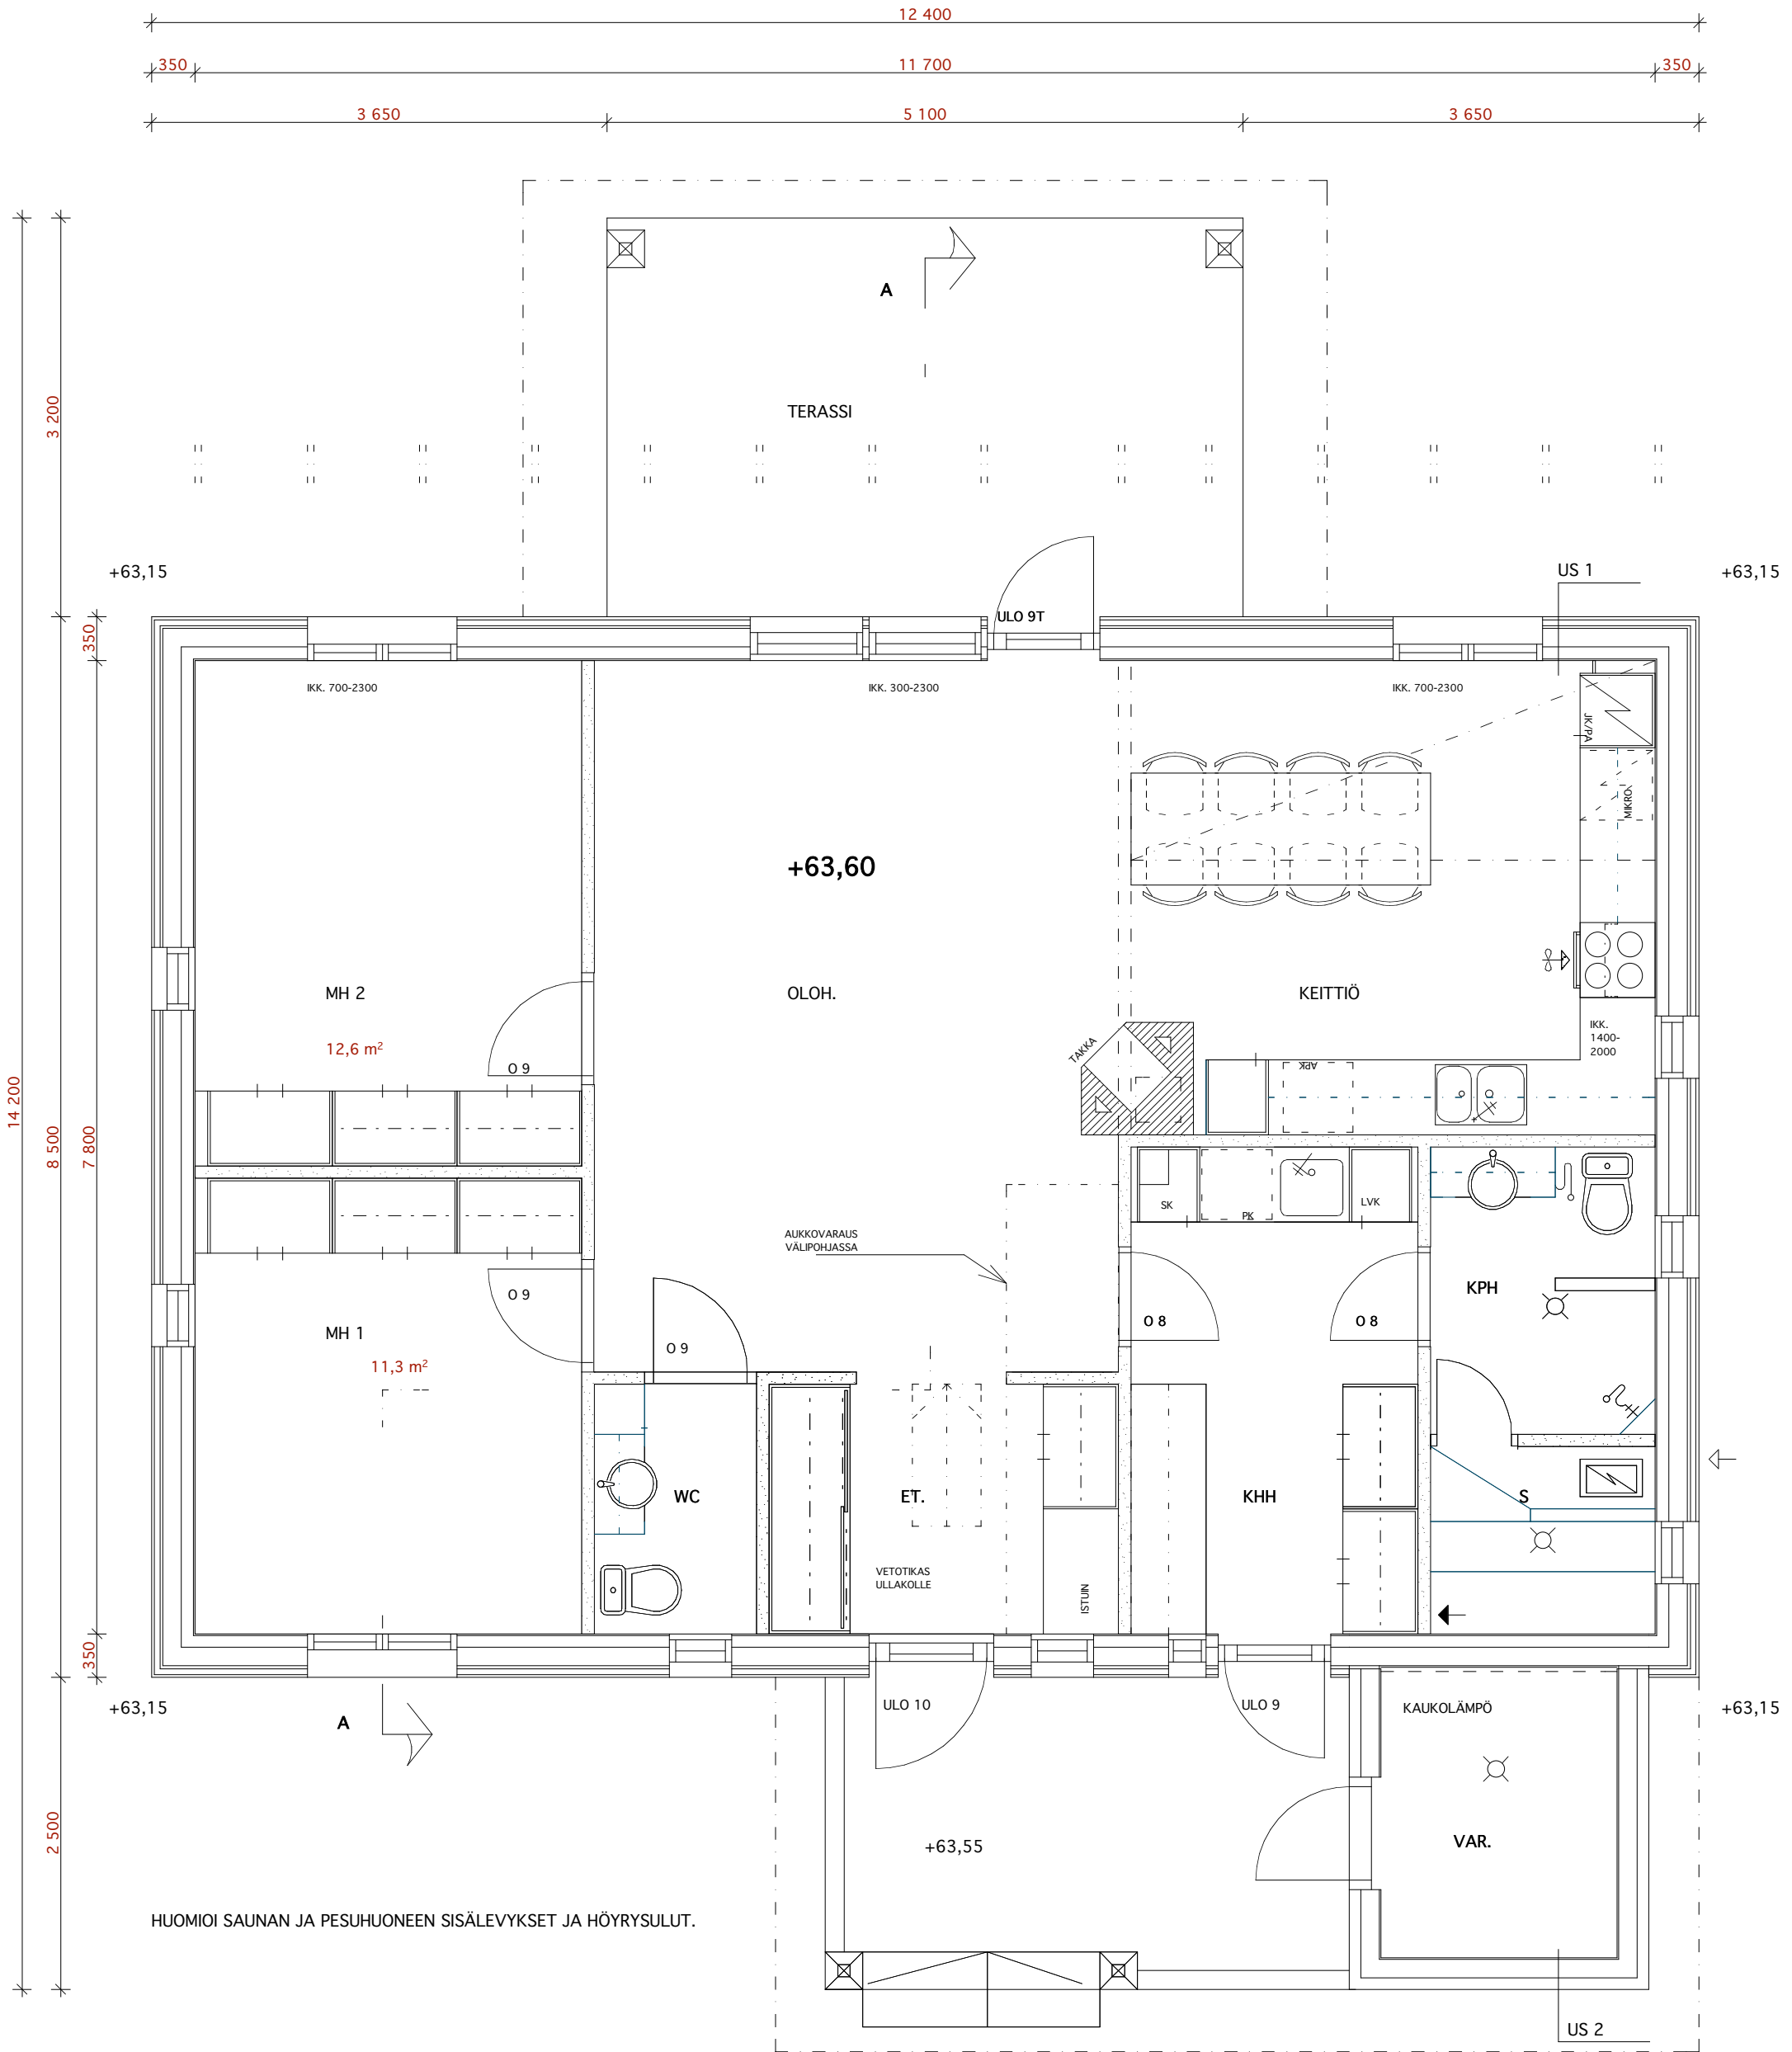 12 400
350
11 700
350
3 650
5 100
3 650
A
3 200
TERASSI
+63,15
US 1
+63,15
ULO 9T
350
IKK. 700-2300
IKK. 300-2300
IKK. 700-2300
JK/PA
MIKRO
+63,60
MH 2
OLOH.
KEITTIÖ
12,6 m²
O 9
TAKKA
IKK.
1400-
2000
APK
14 200
8 500
7 800
SK
PK
LVK
AUKKOVARAUS
VÄLIPOHJASSA
O 9
KPH
MH 1
O 8
O 8
O 9
11,3 m²
WC
ET.
KHH
S
VETOTIKAS
ULLAKOLLE
ISTUIN
350
+63,15
A
ULO 10
ULO 9
KAUKOLÄMPÖ
+63,15
2 500
+63,55
VAR.
HUOMIOI SAUNAN JA PESUHUONEEN SISÄLEVYKSET JA HÖYRYSULUT.
US 2